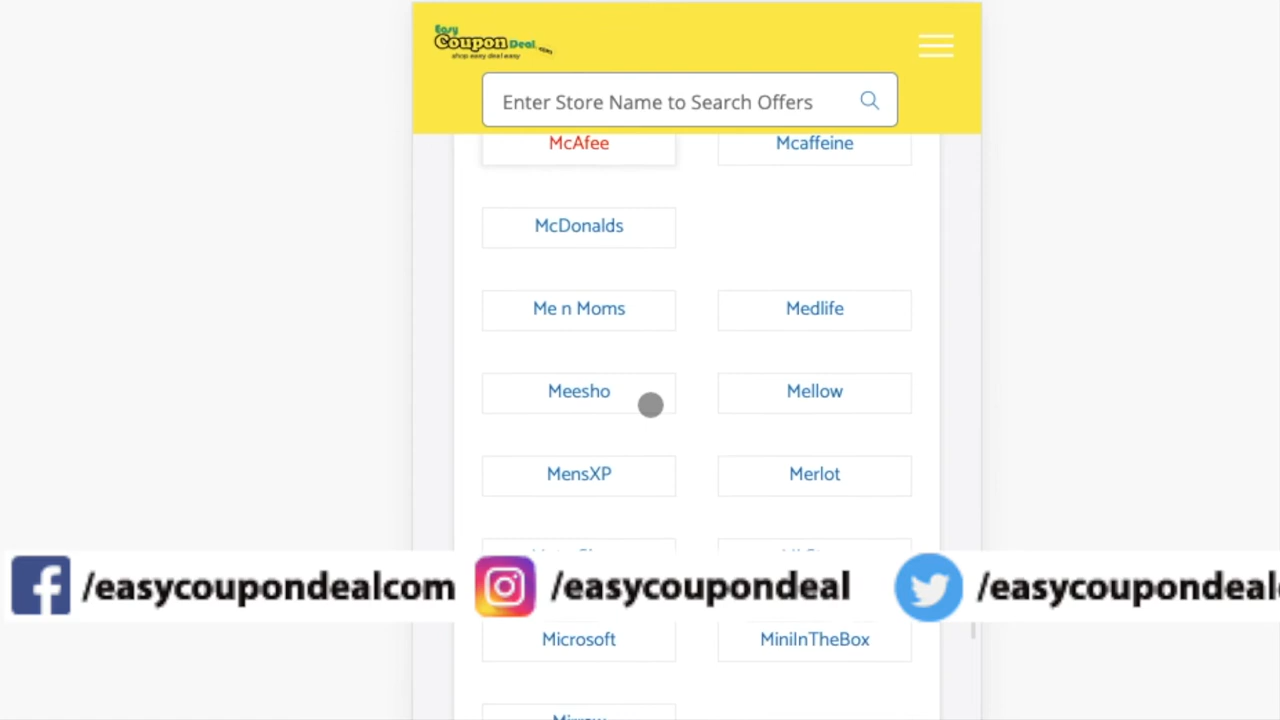 Easy
Coupon Deal .com
shop easy deal easy
Enter Store Name to Search Offers
McAfee
Mcaffeine
McDonalds
Me n Moms
Medlife
Meesho
Mellow
MensXP
Merlot
/easycoupondealcom
/easycoupondeal
/easycoupondeal
Microsoft
MiniInTheBox